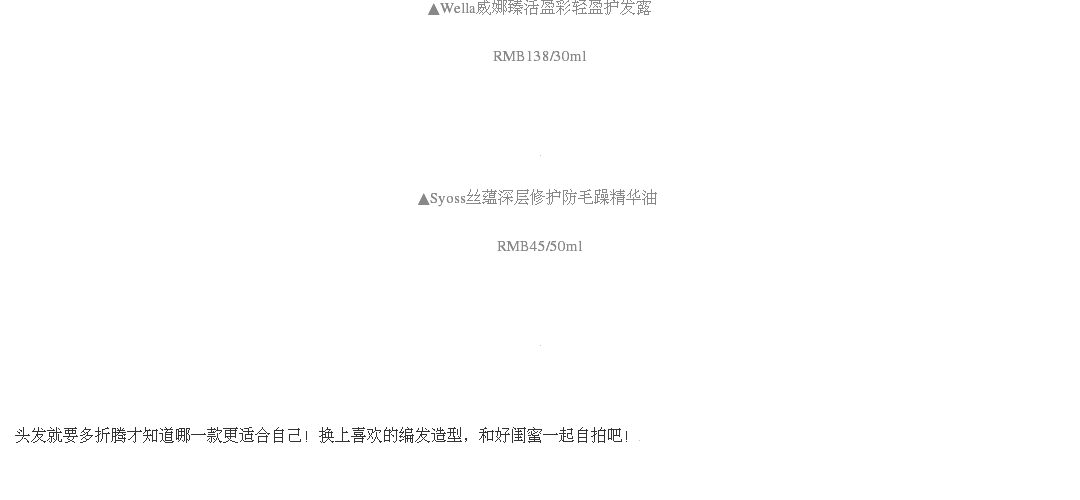 ▲Wella威娜臻活盈彩轻盈护发露
RMB138/30ml
▲Syoss丝蕴深层修护防毛躁精华油
RMB45/50ml
头发就要多折腾才知道哪一款更适合自己！换上喜欢的编发造型，和好闺蜜一起自拍吧！